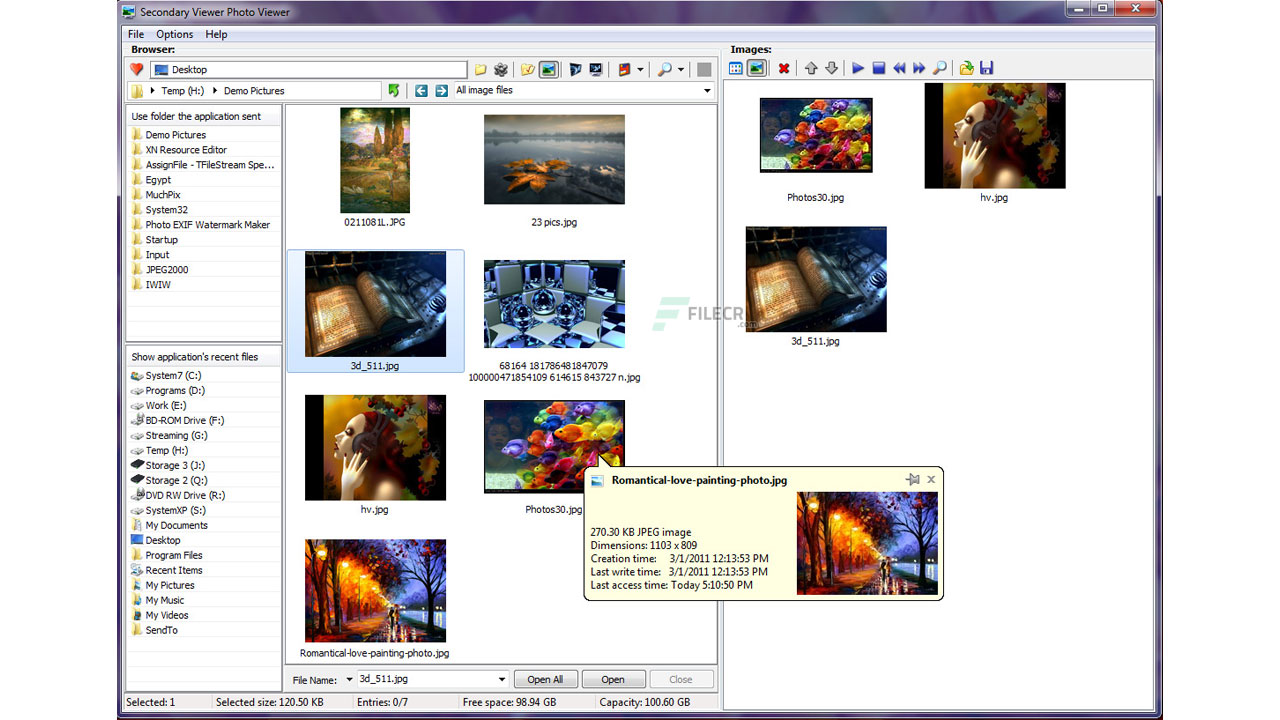 Secondary Viewer Photo Viewer
File Options Help
Browser:
Desktop
Temp (H:) Demo Pictures
All image files
Use folder the application sent
Demo Pictures
XN Resource Editor
AssignFile - TFileStream Spe...
Egypt
MuchPix
System32
Photo EXIF Watermark Maker
Startup
Input
JPEG2000
IWIW
Show application's recent files
System7 (C:)
Programs (D:)
Work (E:)
BD-ROM Drive (F:)
Streaming (G:)
Temp (H:)
Storage 3 (J:)
Storage 2 (Q:)
DVD RW Drive (R:)
SystemXP (S:)
My Documents
Desktop
Program Files
Recent Items
My Pictures
My Music
My Videos
SendTo
0211081L.JPG
23 pics.jpg
3d_511.jpg
68164 181786481847079
100000471854109 614615 843727 n.jpg
hv.jpg
Photos30.jpg
Romantical-love-painting-photo.jpg
Romantical-love-painting-photo.jpg
270.30 KB JPEG image
Dimensions: 1103 x 809
Creation time: 3/1/2011 12:13:53 PM
Last write time: 3/1/2011 12:13:53 PM
Last access time: Today 5:10:50 PM
File Name: 3d_511.jpg Open All Open Close
Selected: 1 Selected size: 120.50 KB Entries: 0/7 Free space: 98.94 GB Capacity: 100.60 GB
Images:
Photos30.jpg
hv.jpg
3d_511.jpg
FILECR
.com